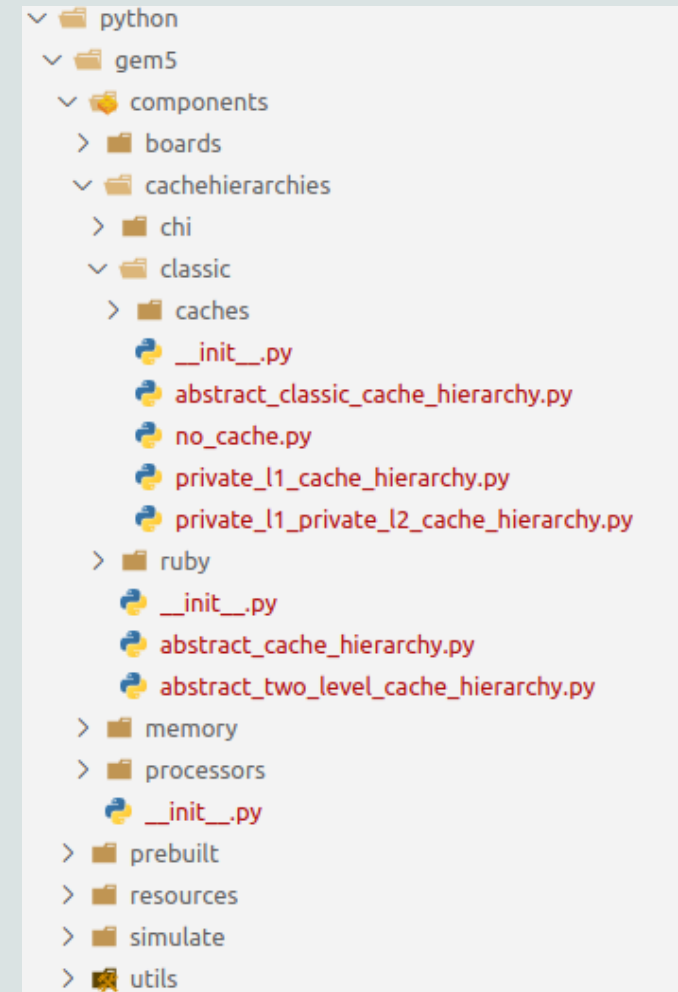 python
gem5
components
boards
cachehierarchies
chi
classic
caches
__init__.py
abstract_classic_cache_hierarchy.py
no_cache.py
private_l1_cache_hierarchy.py
private_l1_private_l2_cache_hierarchy.py
ruby
__init__.py
abstract_cache_hierarchy.py
abstract_two_level_cache_hierarchy.py
memory
processors
__init__.py
prebuilt
resources
simulate
utils